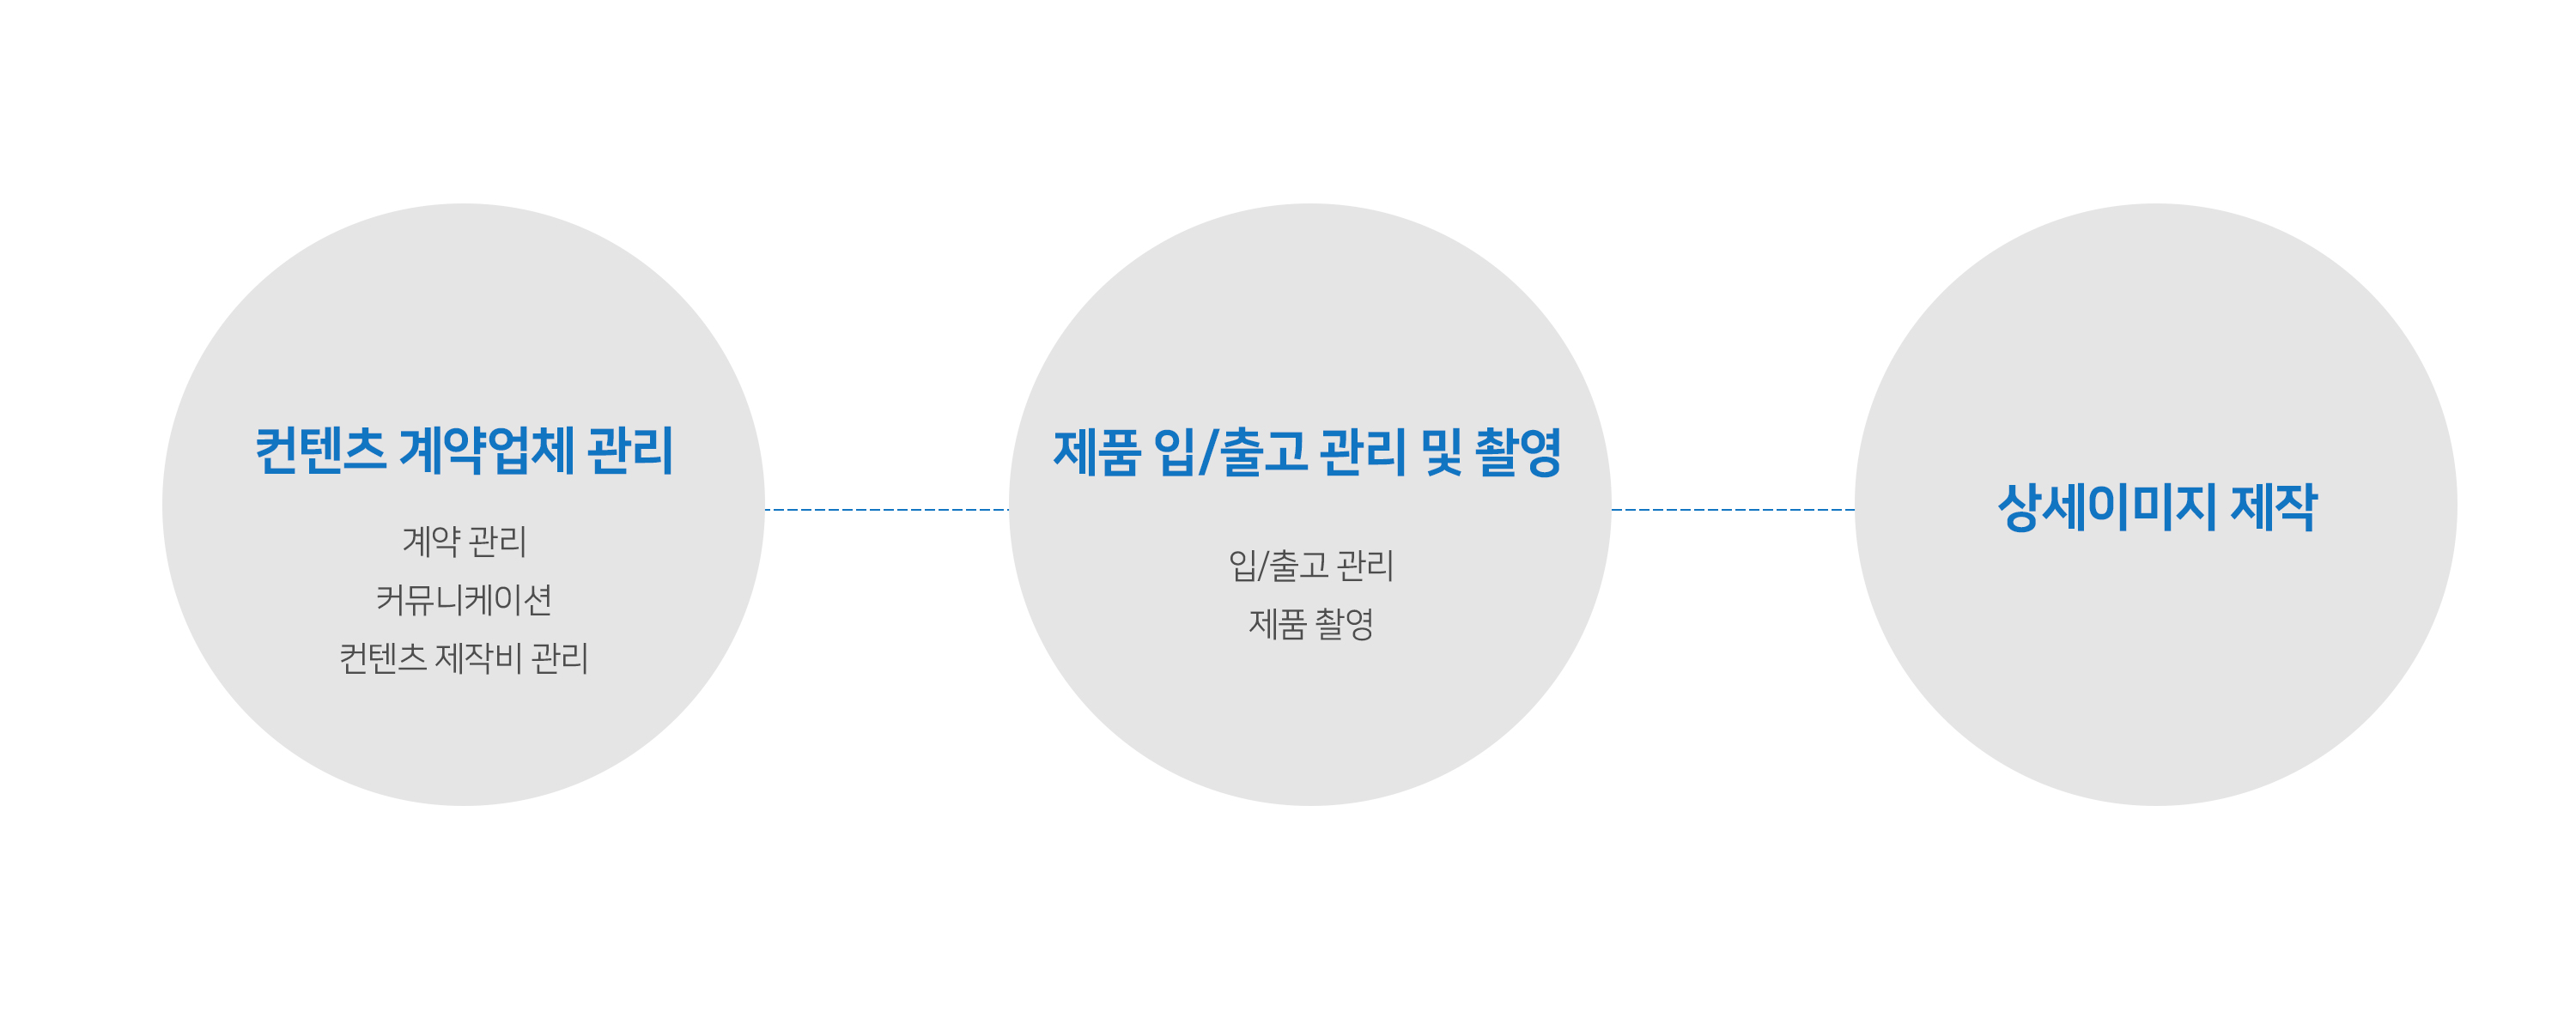 컨텐츠 계약업체 관리
계약 관리
커뮤니케이션
컨텐츠 제작비 관리
제품 입/출고 관리 및 촬영
입/출고 관리
제품 촬영
상세이미지 제작